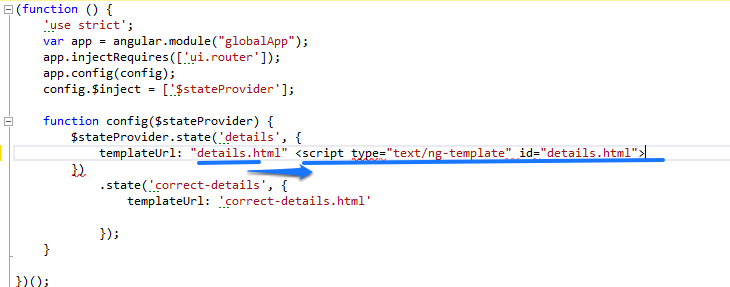 (function () {
'use strict';
var app = angular.module("globalApp");
app.injectRequires(['ui.router']);
app.config(config);
config.$inject = ['$stateProvider'];
function config($stateProvider) {
$stateProvider.state('details', {
templateUrl: "details.html" <script type="text/ng-template" id="details.html">
})
.state('correct-details', {
templateUrl: 'correct-details.html'
});
}
})();